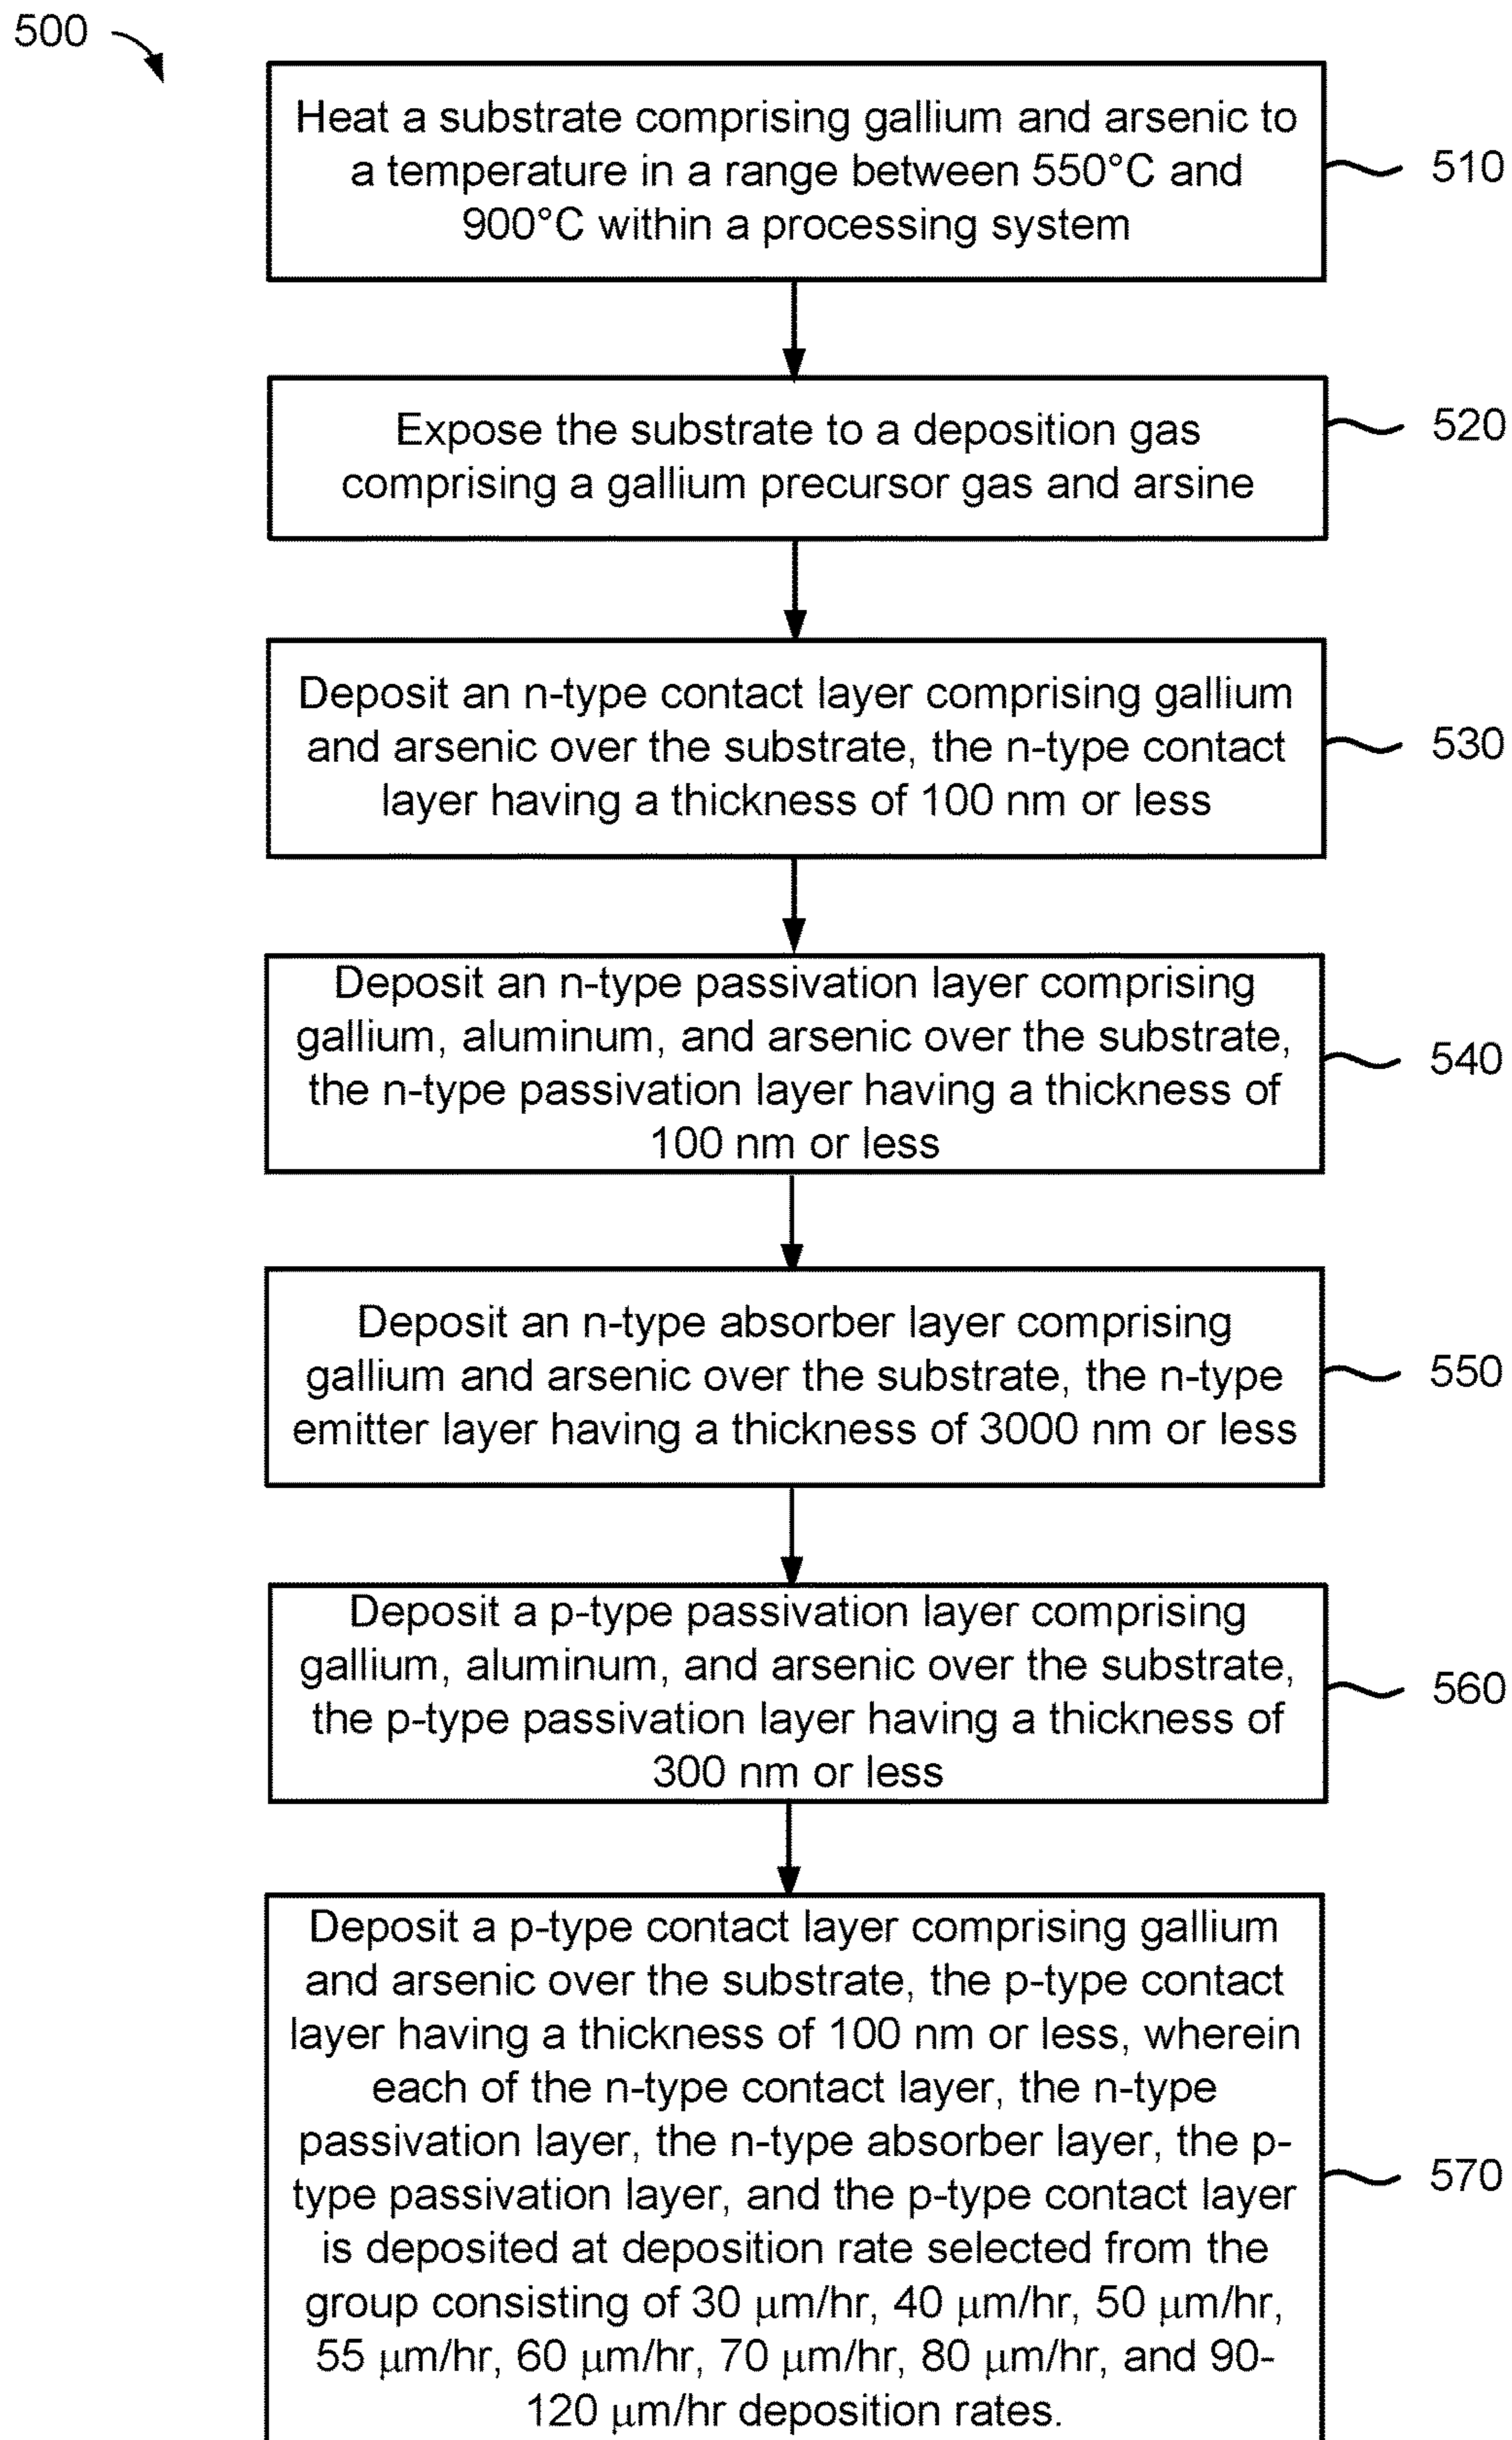 500
Heat a substrate comprising gallium and arsenic to
a temperature in a range between 550°C and
900°C within a processing system
510
Expose the substrate to a deposition gas
comprising a gallium precursor gas and arsine
520
Deposit an n-type contact layer comprising gallium
and arsenic over the substrate, the n-type contact
layer having a thickness of 100 nm or less
530
Deposit an n-type passivation layer comprising
gallium, aluminum, and arsenic over the substrate,
the n-type passivation layer having a thickness of
100 nm or less
540
Deposit an n-type absorber layer comprising
gallium and arsenic over the substrate, the n-type
emitter layer having a thickness of 3000 nm or less
550
Deposit a p-type passivation layer comprising
gallium, aluminum, and arsenic over the substrate,
the p-type passivation layer having a thickness of
300 nm or less
560
Deposit a p-type contact layer comprising gallium
and arsenic over the substrate, the p-type contact
layer having a thickness of 100 nm or less, wherein
each of the n-type contact layer, the n-type
passivation layer, the n-type absorber layer, the p-
type passivation layer, and the p-type contact layer
is deposited at deposition rate selected from the
group consisting of 30 μm/hr, 40 μm/hr, 50 μm/hr,
55 μm/hr, 60 μm/hr, 70 μm/hr, 80 μm/hr, and 90-
120 μm/hr deposition rates.
570